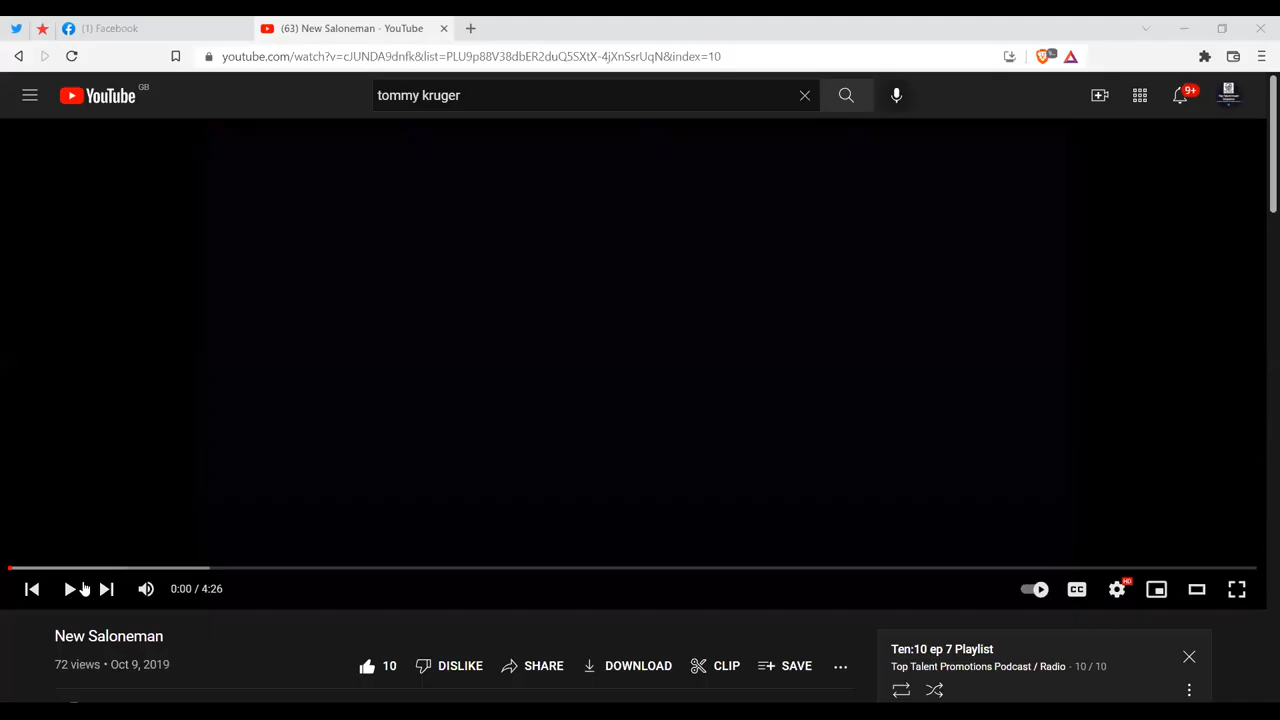 (1) Facebook
(63) New Saloneman - YouTube
youtube.com/watch?v=cJUNDA9dnfk&list=PLU9p88V38dbER2duQ5SXtX-4jXnSsrUqN&index=10
YouTube GB
tommy kruger
9+
0:00 / 4:26
CC
HD
New Saloneman
72 views • Oct 9, 2019
10
DISLIKE
SHARE
DOWNLOAD
CLIP
SAVE
Ten:10 ep 7 Playlist
Top Talent Promotions Podcast / Radio - 10 / 10